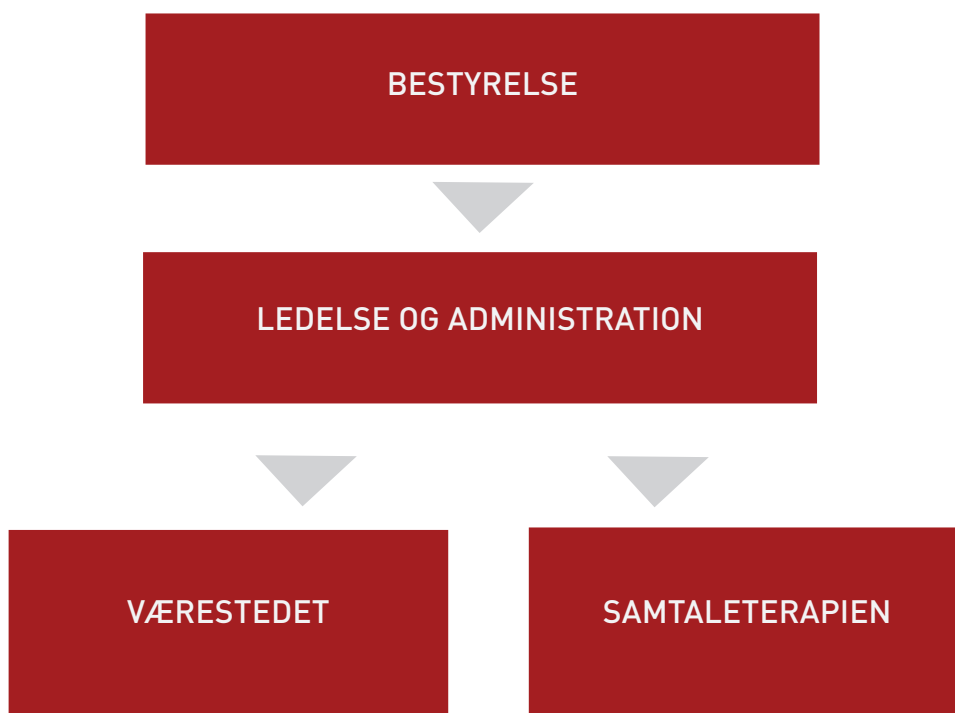 BESTYRELSE
LEDELSE OG ADMINISTRATION
VÆRESTEDET
SAMTALETERAPIEN